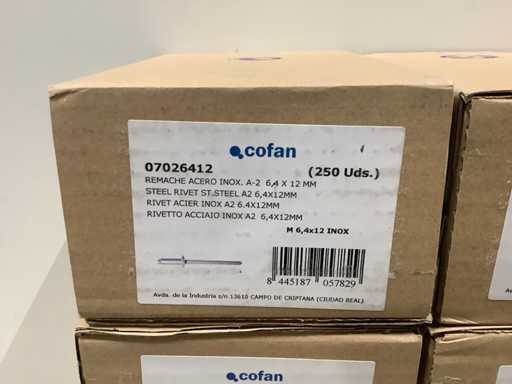 cofan
07026412 (250 Uds.)
REMACHE ACERO INOX. A-2 6,4 X 12 MM
STEEL RIVET ST.STEEL A2 6,4X12MM
RIVET ACIER INOX A2 6.4X12MM
RIVETTO ACCIAIO INOX A2 6,4X12MM
M 6,4x12 INOX
8 445187 057829
Avda. de la Industria s/n 13610 CAMPO DE CRIPTANA (CIUDAD REAL)
cofan